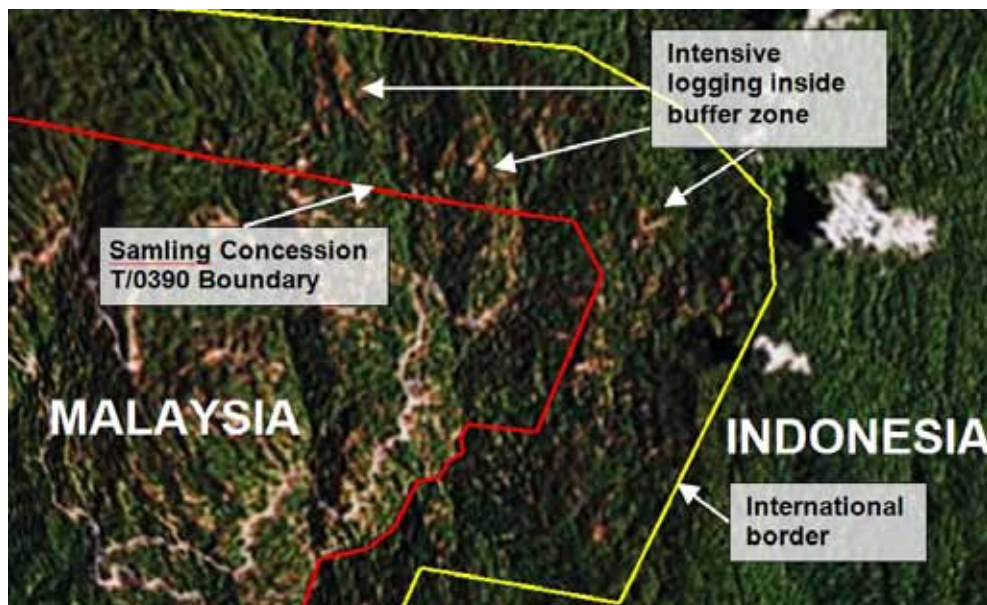 Intensive
logging inside
buffer zone
Samling Concession
T/0390 Boundary
MALAYSIA
INDONESIA
International
border